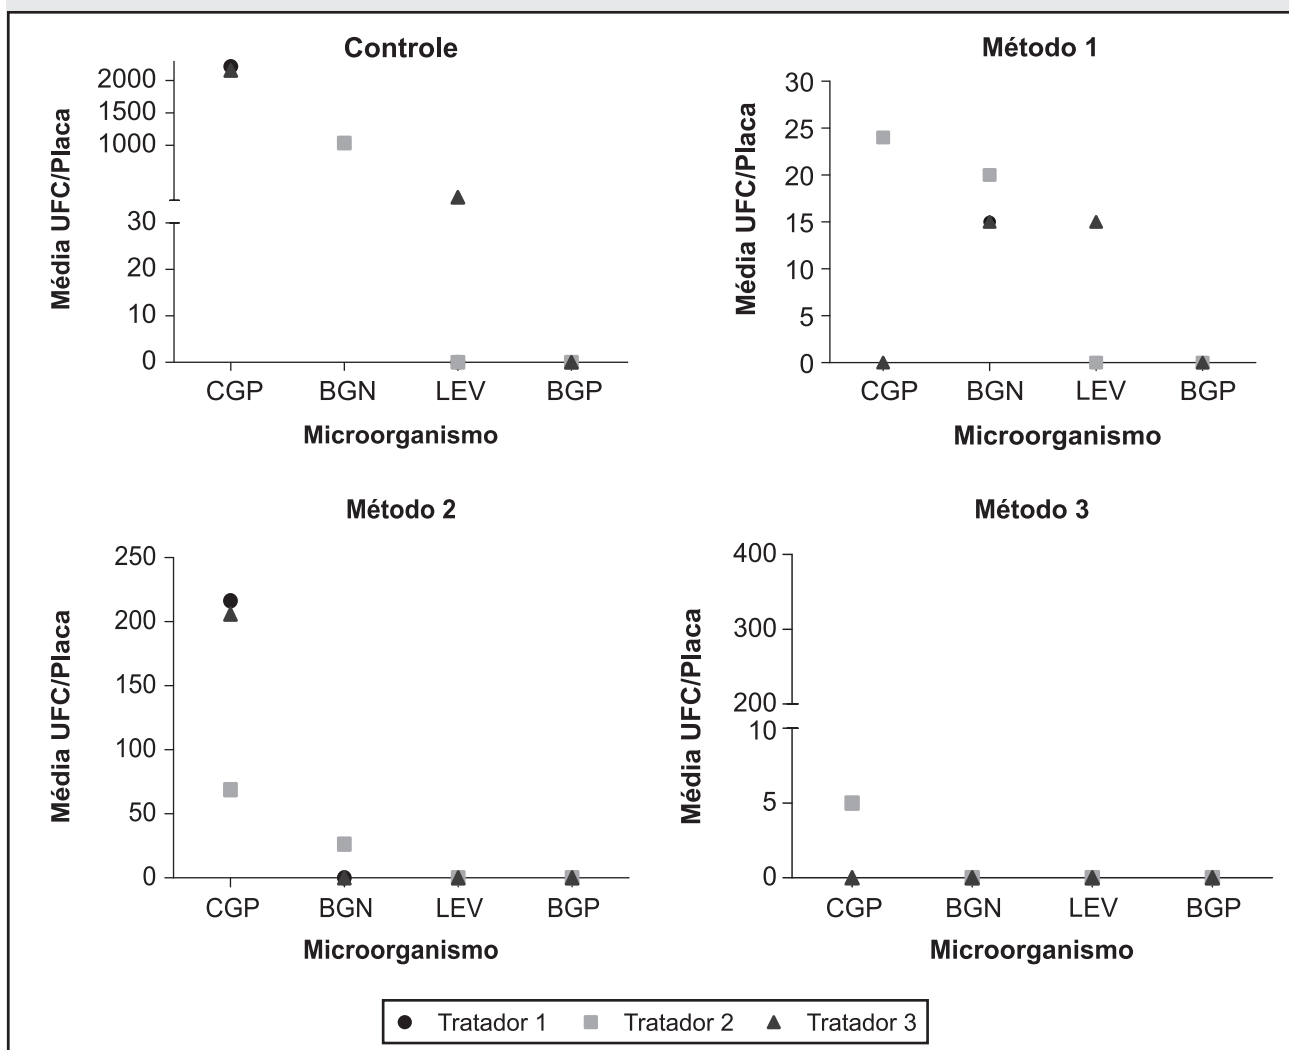 Controle
Média UFC/Placa
2000
1500
1000
30
20
10
0
CGP BGN LEV BGP
Microorganismo
Método 1
Média UFC/Placa
30
25
20
15
10
5
0
CGP BGN LEV BGP
Microorganismo
Método 2
Média UFC/Placa
250
200
150
100
50
0
CGP BGN LEV BGP
Microorganismo
Método 3
Média UFC/Placa
400
300
200
10
5
0
CGP BGN LEV BGP
Microorganismo
Tratador 1 Tratador 2 Tratador 3